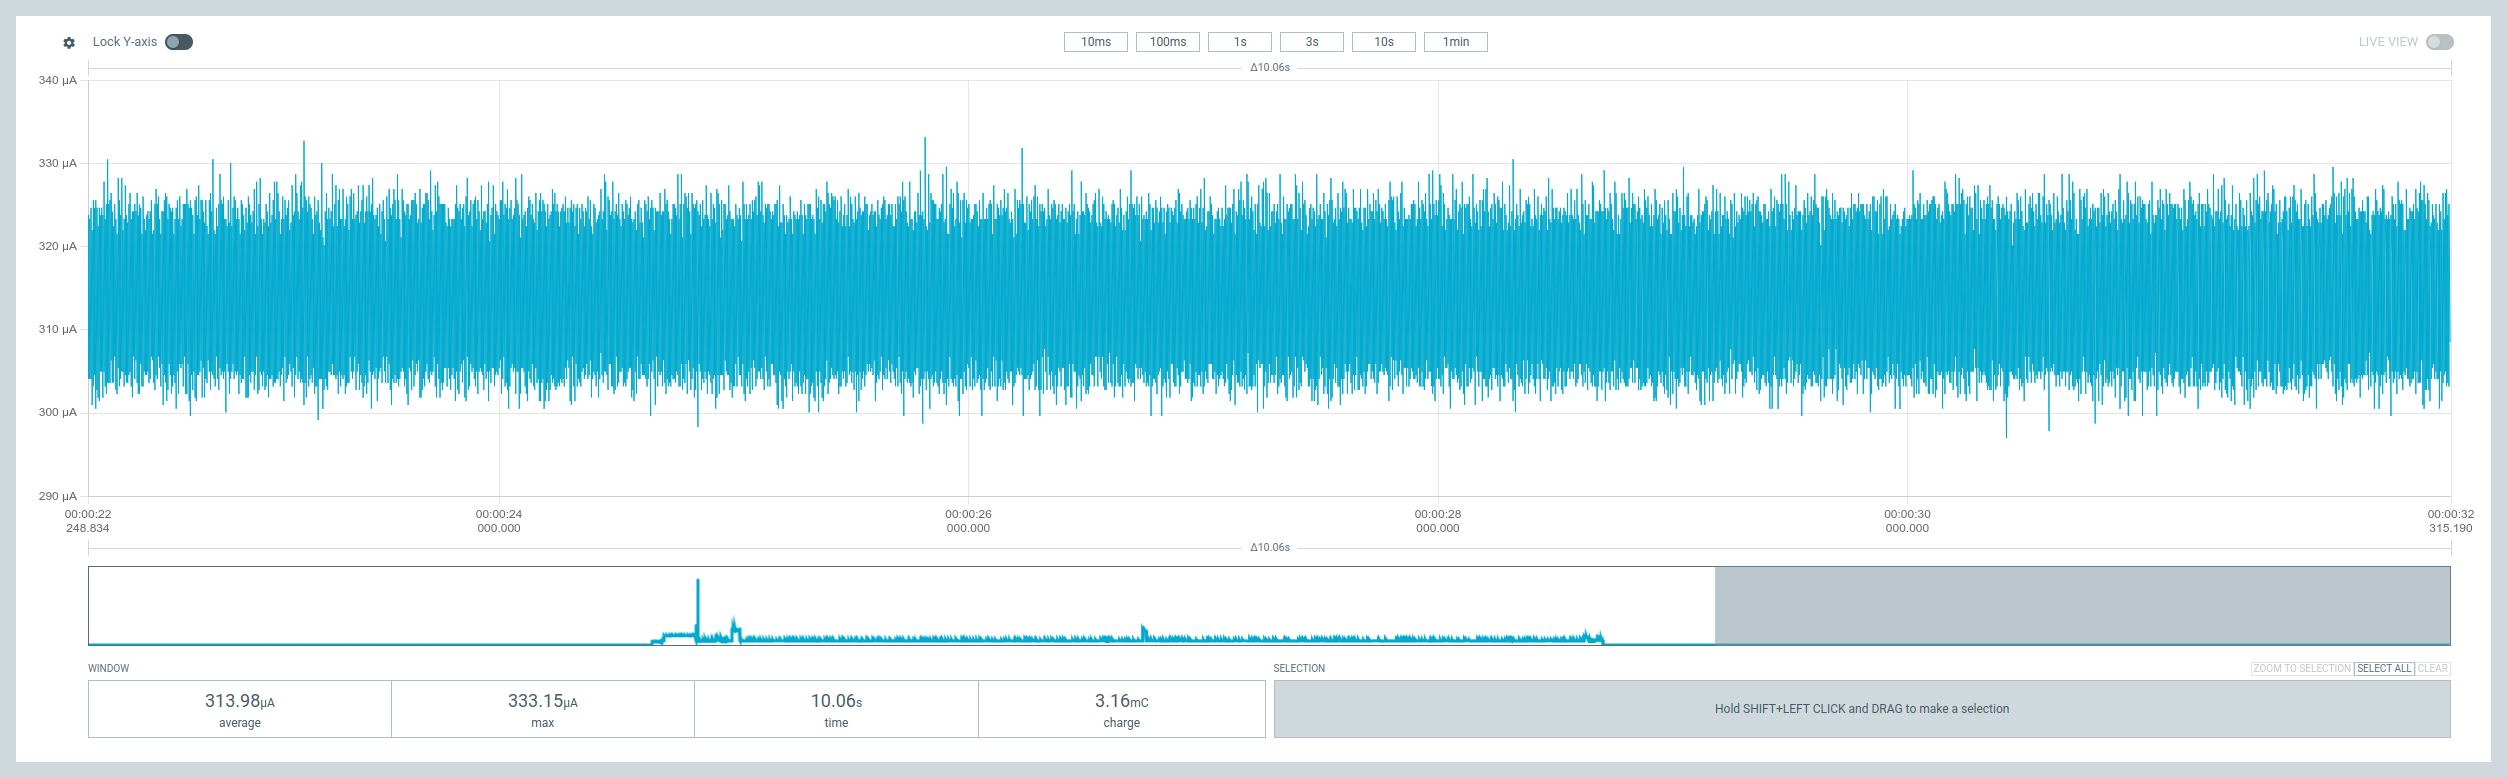 Lock Y-axis
10ms 100ms 1s 3s 10s 1min
LIVE VIEW
Δ10.06s
340 µA
330 µA
320 µA
310 µA
300 µA
290 µA
00:00:22 00:00:24 00:00:26 00:00:28 00:00:30 00:00:32
248.834 000.000 000.000 000.000 000.000 315.190
Δ10.06s
WINDOW
313.98µA 333.15µA 10.06s 3.16mC
average max time charge
SELECTION
ZOOM TO SELECTION SELECT ALL CLEAR
Hold SHIFT+LEFT CLICK and DRAG to make a selection